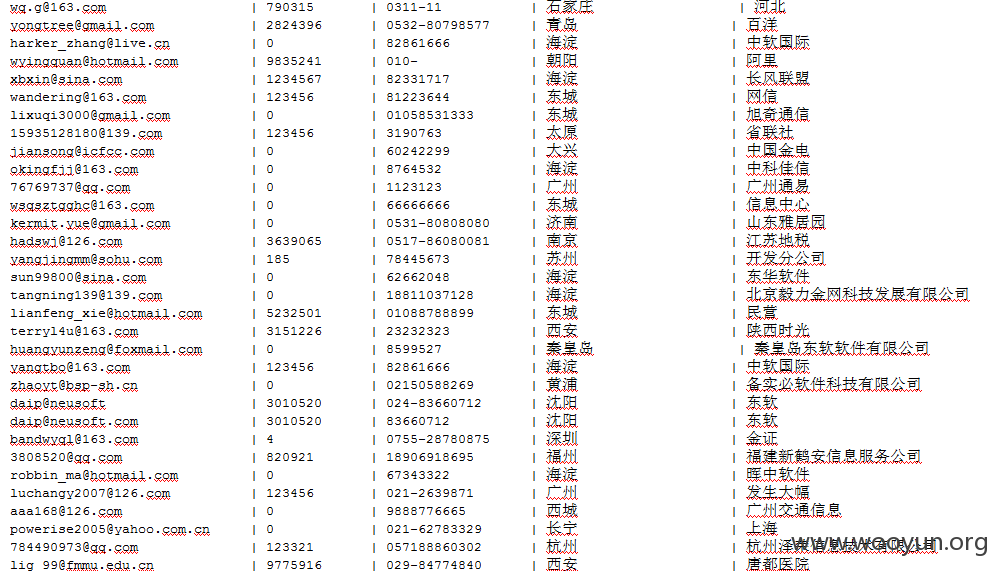 wq.g@163.com | 790315 | 0311-11 | 石家庄 | 河北
yongtree@gmail.com | 2824396 | 0532-80798577 | 青岛 | 百洋
harker_zhang@live.cn | 0 | 82861666 | 海淀 | 中软国际
wyingquan@hotmail.com | 9835241 | 010- | 朝阳 | 阿里
xbxin@sina.com | 1234567 | 82331717 | 海淀 | 长风联盟
wandering@163.com | 123456 | 81223644 | 东城 | 网信
lixuqi3000@gmail.com | 0 | 01058531333 | 东城 | 旭奇通信
15935128180@139.com | 123456 | 3190763 | 太原 | 省联社
jiansong@icfcc.com | 0 | 60242299 | 大兴 | 中国金电
okingfjj@163.com | 0 | 8764532 | 海淀 | 中科佳信
76769737@qq.com | 0 | 1123123 | 广州 | 广州通易
wsqsztgghc@163.com | 0 | 66666666 | 东城 | 信息中心
kermit.yue@gmail.com | 0 | 0531-80808080 | 济南 | 山东雅居园
hadswj@126.com | 3639065 | 0517-86080081 | 南京 | 江苏地税
yangjingmm@sohu.com | 185 | 78445673 | 苏州 | 开发分公司
sun99800@sina.com | 0 | 62662048 | 海淀 | 东华软件
tangning139@139.com | 0 | 18811037128 | 海淀 | 北京毅力金网科技发展有限公司
lianfeng_xie@hotmail.com | 5232501 | 01088788899 | 东城 | 民营
terryl4u@163.com | 3151226 | 23232323 | 西安 | 陕西时光
huangyunzeng@foxmail.com | 0 | 8599527 | 秦皇岛 | 秦皇岛东软软件有限公司
yangtbo@163.com | 123456 | 82861666 | 海淀 | 中软国际
zhaoyt@bsp-sh.cn | 0 | 02150588269 | 黄浦 | 备实必软件科技有限公司
daip@neusoft | 3010520 | 024-83660712 | 沈阳 | 东软
daip@neusoft.com | 3010520 | 83660712 | 沈阳 | 东软
bandwyql@163.com | 4 | 0755-28780875 | 深圳 | 金证
3808520@qq.com | 820921 | 18906918695 | 福州 | 福建新鹤安信息服务公司
robbin_ma@hotmail.com | 0 | 67343322 | 海淀 | 晖中软件
luchangy2007@126.com | 123456 | 021-2639871 | 广州 | 发生大幅
aaa168@126.com | 0 | 9888776665 | 西城 | 广州交通信息
powerise2005@yahoo.com.cn | 0 | 021-62783329 | 长宁 | 上海
784490973@qq.com | 123321 | 057188860302 | 杭州 | 杭州
www.wooyun.org
lig_99@fmmu.edu.cn | 9775916 | 029-84774840 | 西安 | 唐都医院